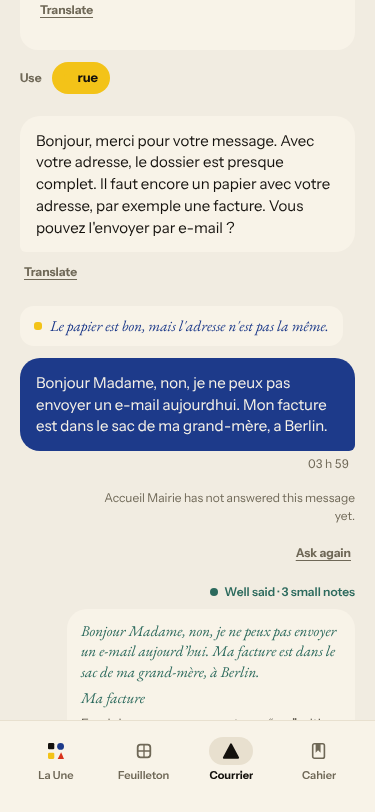 Translate
Use rue
Bonjour, merci pour votre message. Avec
votre adresse, le dossier est presque
complet. Il faut encore un papier avec votre
adresse, par exemple une facture. Vous
pouvez l'envoyer par e-mail ?
Translate
Le papier est bon, mais l'adresse n'est pas la même.
Bonjour Madame, non, je ne peux pas
envoyer un e-mail aujourdhui. Mon facture
est dans le sac de ma grand-mère, a Berlin.
03 h 59
Accueil Mairie has not answered this message
yet.
Ask again
Well said · 3 small notes
Bonjour Madame, non, je ne peux pas envoyer
un e-mail aujourd'hui. Ma facture est dans le
sac de ma grand-mère, à Berlin.
Ma facture
La Une
Feuilleton
Courrier
Cahier